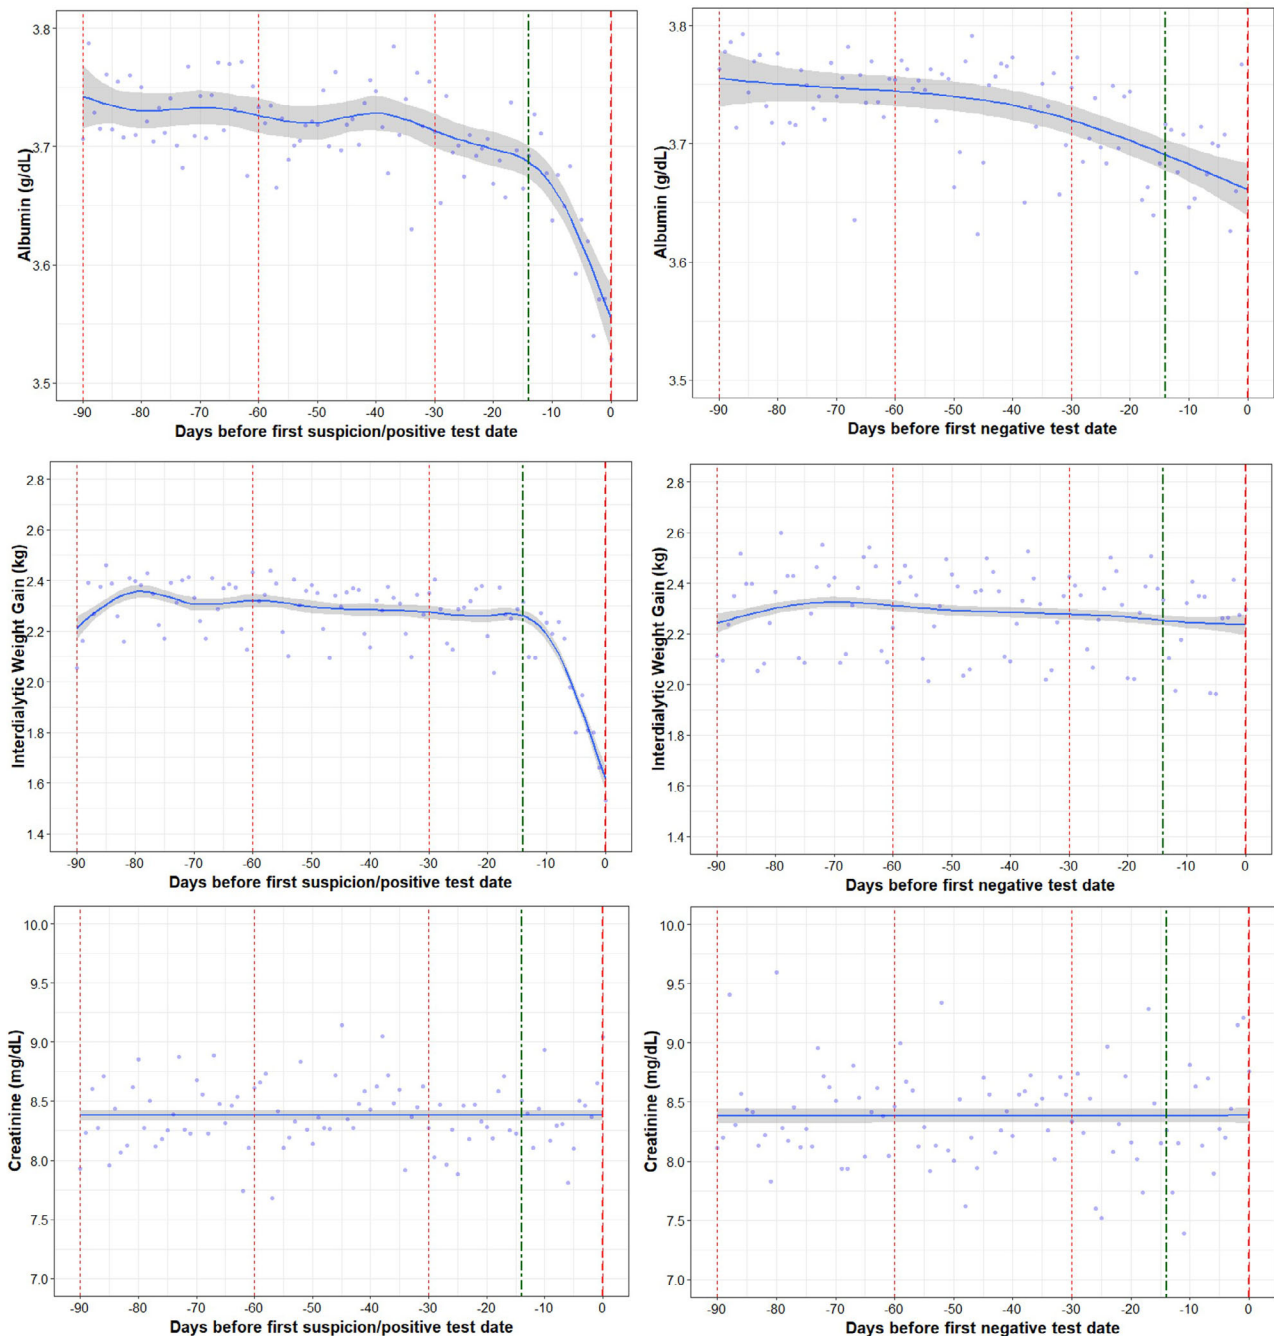 3.8
3.7
3.6
3.5
Albumin (g/dL)
-90 -80 -70 -60 -50 -40 -30 -20 -10 0
Days before first suspicion/positive test date
3.8
3.7
3.6
3.5
Albumin (g/dL)
-90 -80 -70 -60 -50 -40 -30 -20 -10 0
Days before first negative test date
2.8
2.6
2.4
2.2
2.0
1.8
1.6
1.4
Interdialytic Weight Gain (kg)
-90 -80 -70 -60 -50 -40 -30 -20 -10 0
Days before first suspicion/positive test date
2.8
2.6
2.4
2.2
2.0
1.8
1.6
1.4
Interdialytic Weight Gain (kg)
-90 -80 -70 -60 -50 -40 -30 -20 -10 0
Days before first negative test date
10.0
9.5
9.0
8.5
8.0
7.5
7.0
Creatinine (mg/dL)
-90 -80 -70 -60 -50 -40 -30 -20 -10 0
Days before first suspicion/positive test date
10.0
9.5
9.0
8.5
8.0
7.5
7.0
Creatinine (mg/dL)
-90 -80 -70 -60 -50 -40 -30 -20 -10 0
Days before first negative test date